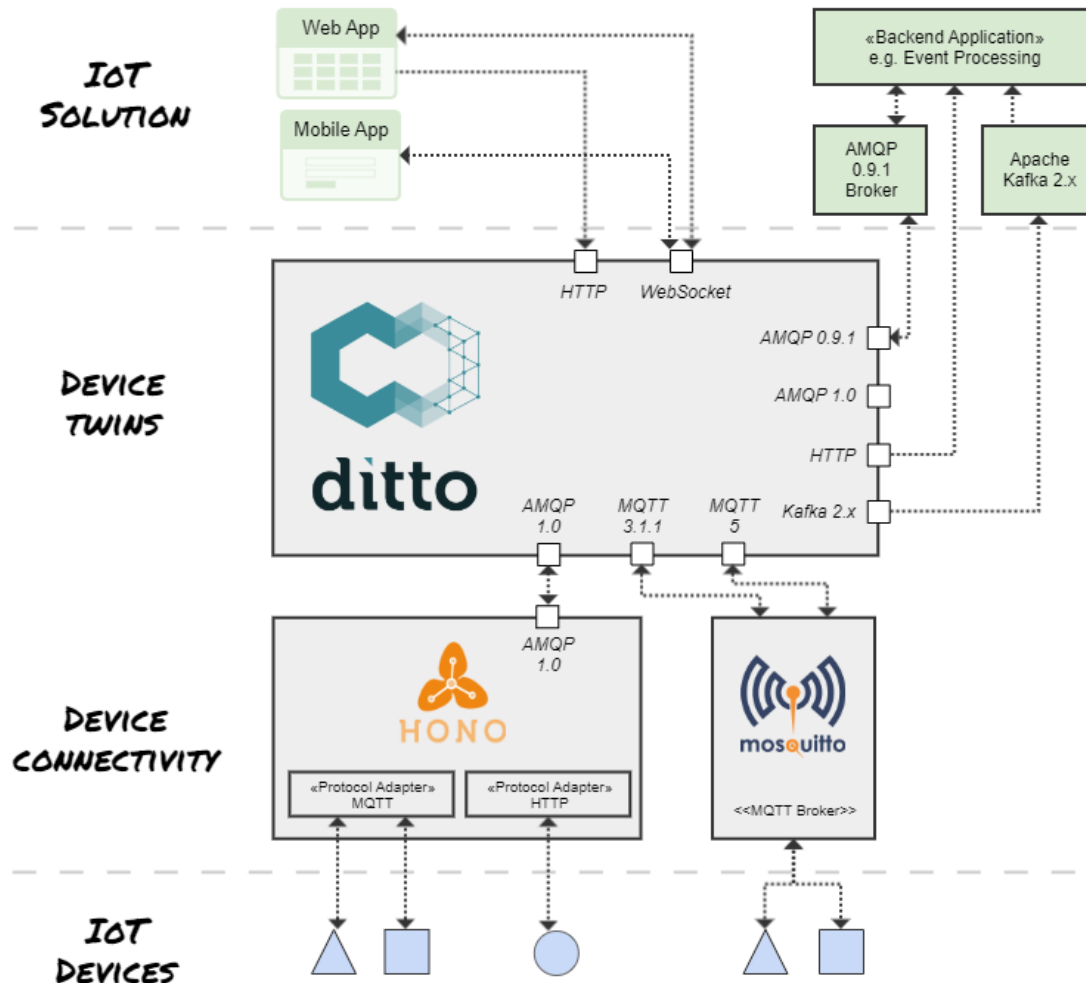 IoT
Solution
Web App
Mobile App
«Backend Application»
e.g. Event Processing
AMQP
0.9.1
Broker
Apache
Kafka 2.x
Device
twins
HTTP
WebSocket
AMQP 0.9.1
AMQP 1.0
HTTP
Kafka 2.x
ditto
AMQP
1.0
MQTT
3.1.1
MQTT
5
Device
connectivity
AMQP
1.0
HONO
«Protocol Adapter»
MQTT
«Protocol Adapter»
HTTP
mosquitto
<<MQTT Broker>>
IoT
Devices